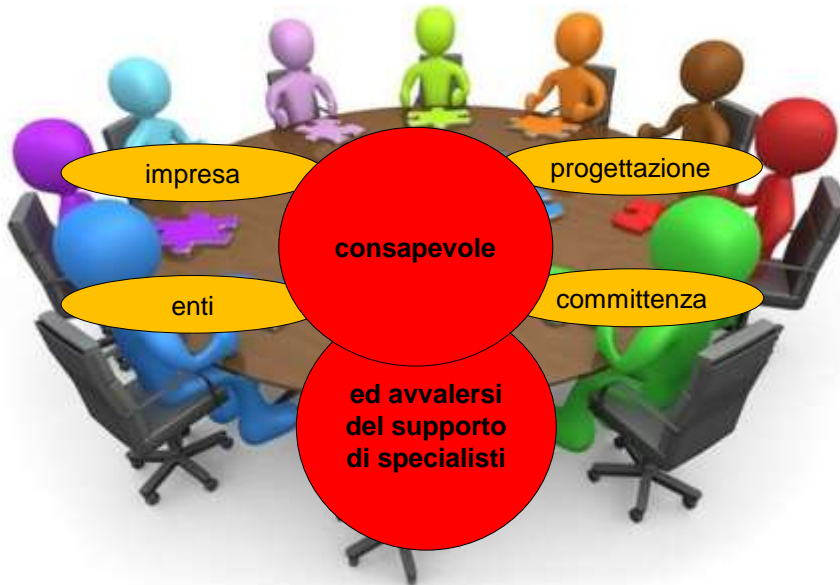 impresa
progettazione
consapevole
enti
committenza
ed avvalersi
del supporto
di specialisti